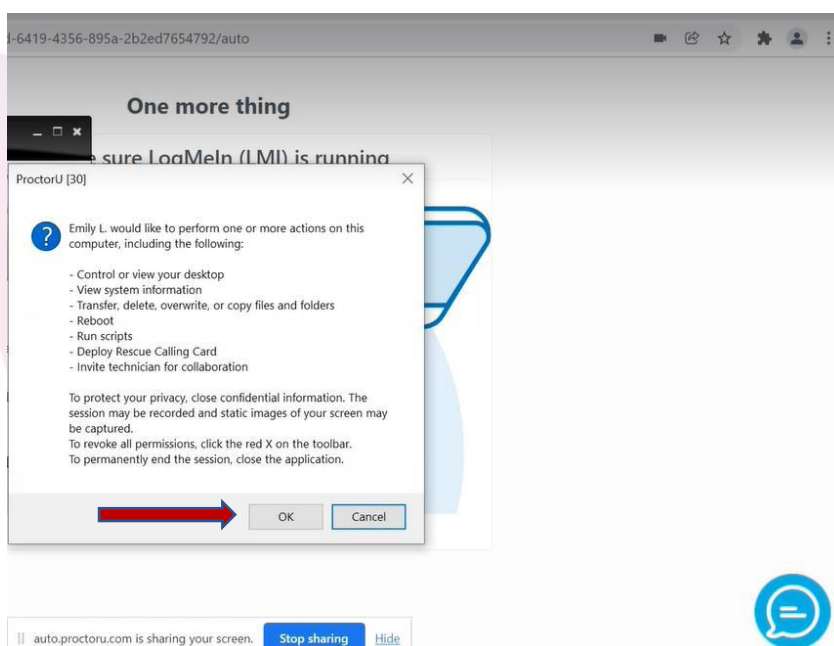 d-6419-4356-895a-2b2ed7654792/auto
One more thing
e sure LogMeIn (LMI) is running
ProctorU [30]
Emily L. would like to perform one or more actions on this
computer, including the following:
- Control or view your desktop
- View system information
- Transfer, delete, overwrite, or copy files and folders
- Reboot
- Run scripts
- Deploy Rescue Calling Card
- Invite technician for collaboration
To protect your privacy, close confidential information. The
session may be recorded and static images of your screen may
be captured.
To revoke all permissions, click the red X on the toolbar.
To permanently end the session, close the application.
OK Cancel
auto.proctoru.com is sharing your screen. Stop sharing Hide